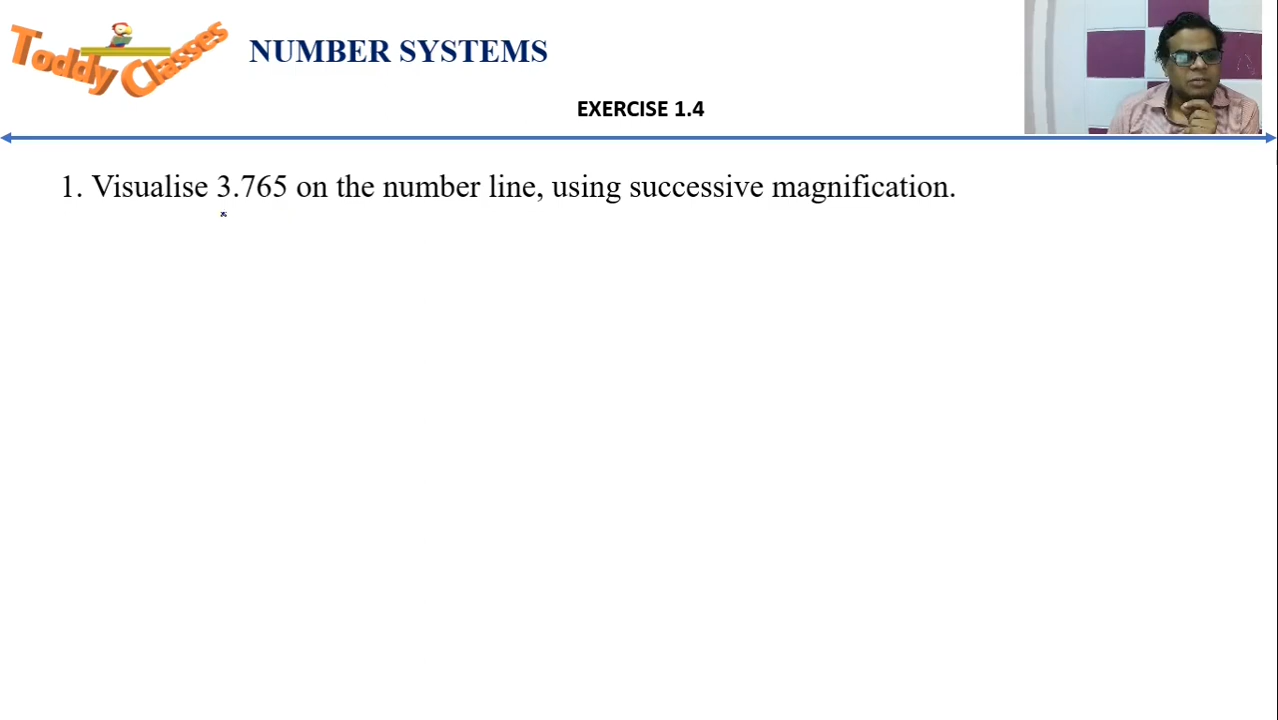 Toddy Classes
NUMBER SYSTEMS
EXERCISE 1.4
1. Visualise 3.765 on the number line, using successive magnification.